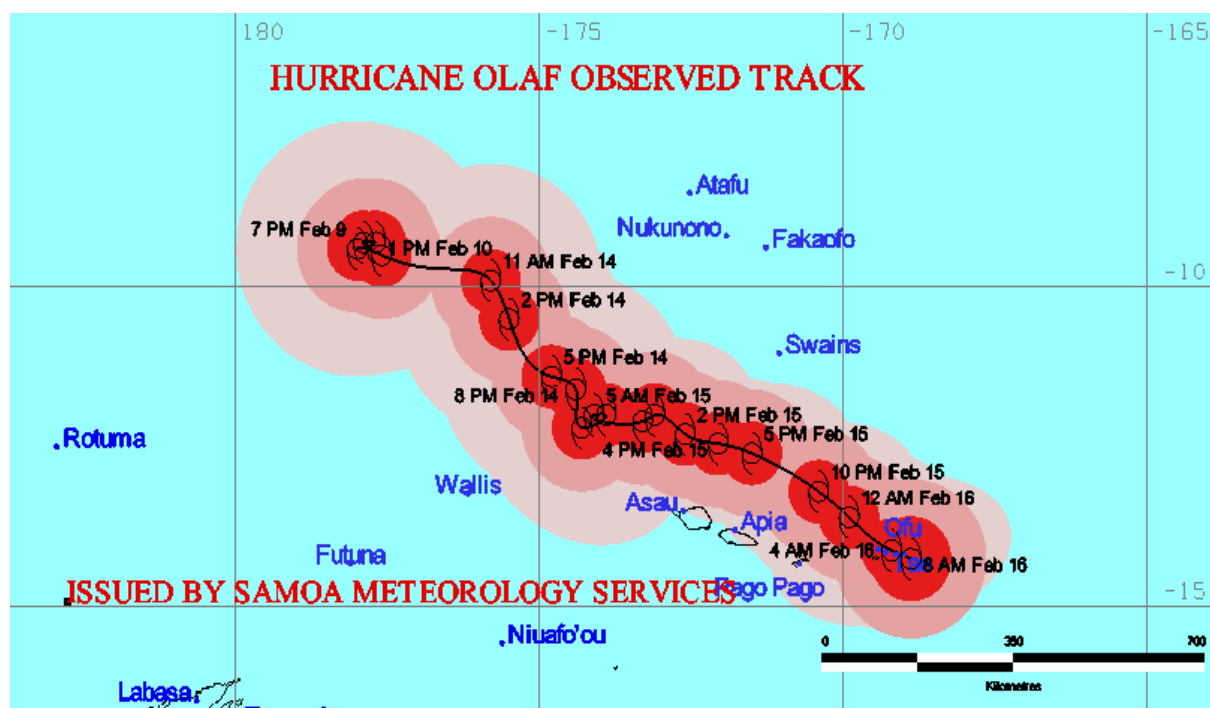 180
-175
-170
-165
HURRICANE OLAF OBSERVED TRACK
Atafu
Nukunono
Fakaofo
7 PM Feb 9
1 PM Feb 10
11 AM Feb 14
-10
2 PM Feb 14
Swains
5 PM Feb 14
8 PM Feb 14
5 AM Feb 15
2 PM Feb 15
Rotuma
4 PM Feb 15
5 PM Feb 15
10 PM Feb 15
Wallis
12 AM Feb 16
Asau
Apia
Ofu
4 AM Feb 16
Futuna
8 AM Feb 16
ISSUED BY SAMOA METEOROLOGY SERVICES
Pago Pago
-15
Niuafo'ou
0
350
700
Kilometres
Labasa